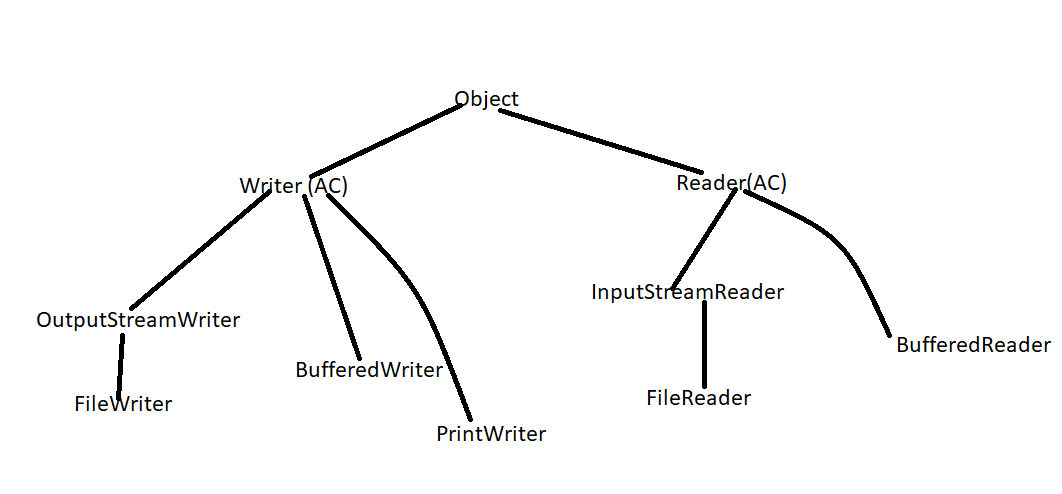 Object
Writer (AC)
Reader(AC)
InputStreamReader
OutputStreamWriter
BufferedReader
BufferedWriter
FileReader
FileWriter
PrintWriter